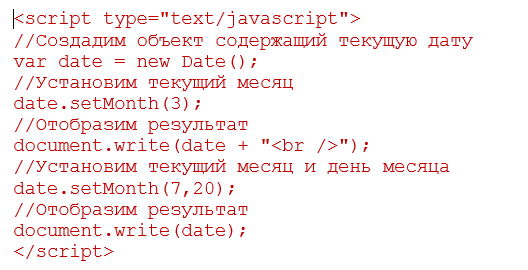 <script type="text/javascript">
//Создадим объект содержащий текущую дату
var date = new Date();
//Установим текущий месяц
date.setMonth(3);
//Отобразим результат
document.write(date + "<br />");
//Установим текущий месяц и день месяца
date.setMonth(7,20);
//Отобразим результат
document.write(date);
</script>